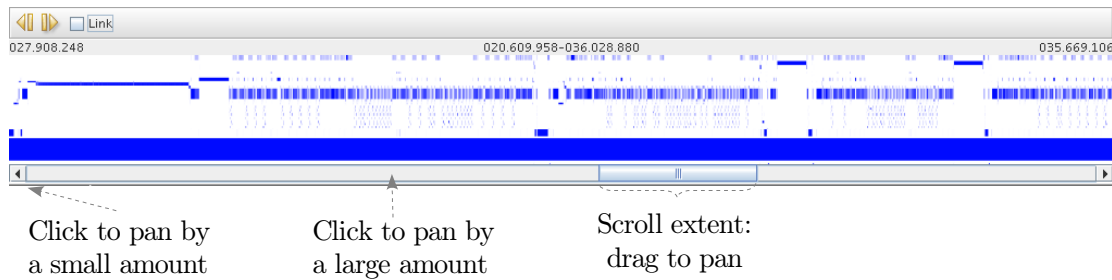 Link
027.908.248 020.609.958-036.028.880 035.669.106
Click to pan by
a small amount
Click to pan by
a large amount
Scroll extent:
drag to pan